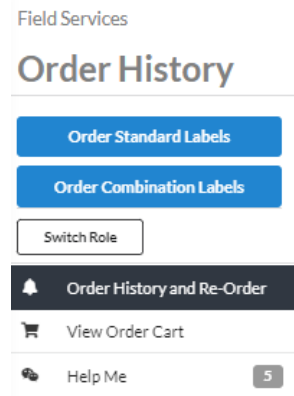 Field Services
Order History
Order Standard Labels
Order Combination Labels
Switch Role
Order History and Re-Order
View Order Cart
Help Me 5